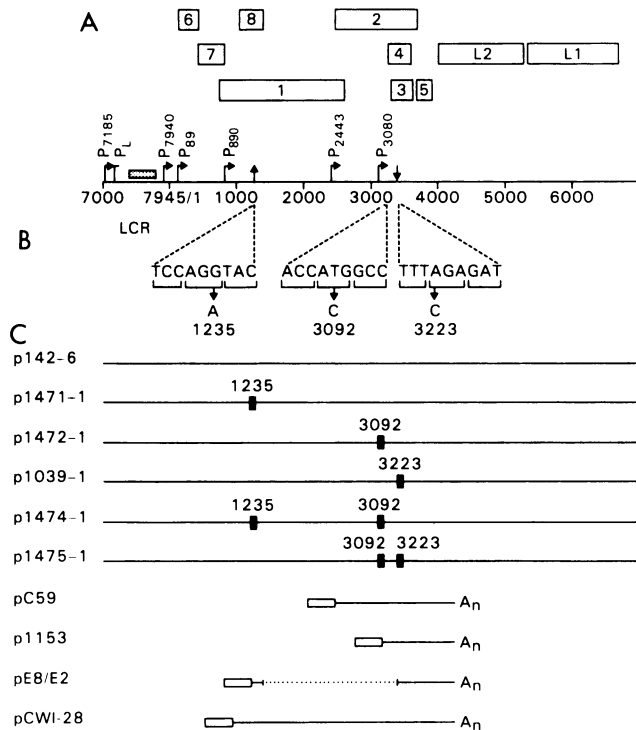 A
6 8 2
7 4 L2 L1
1 3 5
P7185 PL P7940 P89 P890 P2443 P3080
7000 7945/1 1000 2000 3000 4000 5000 6000
LCR
B
TCCAGGTAC ACCATGGCC TTTAGAGAT
A C C
1235 3092 3223
C
p142-6
p1471-1 1235
p1472-1 3092
p1039-1 3223
p1474-1 1235 3092
p1475-1 3092 3223
pC59 An
p1153 An
pE8/E2 An
pCWI-28 An